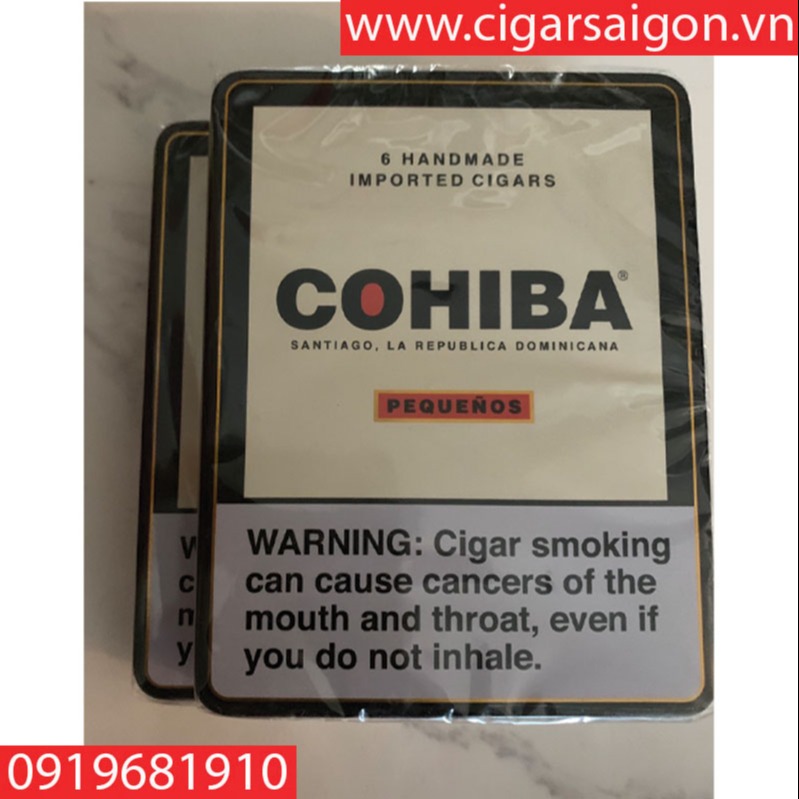 www.cigarsaigon.vn
6 HANDMADE
IMPORTED CIGARS
COHIBA®
SANTIAGO, LA REPUBLICA DOMINICANA
PEQUEÑOS
WARNING: Cigar smoking
can cause cancers of the
mouth and throat, even if
you do not inhale.
W
c
m
y
0919681910